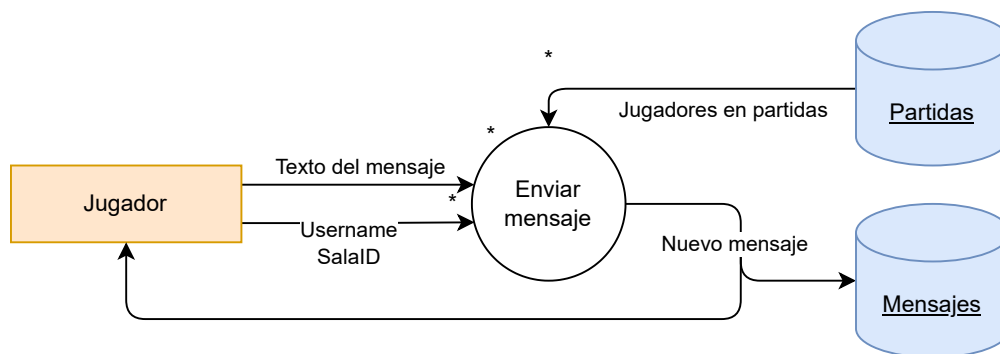 *
Jugadores en partidas
Partidas
*
Texto del mensaje
Jugador
*
Enviar
mensaje
Username
SalaID
Nuevo mensaje
Mensajes